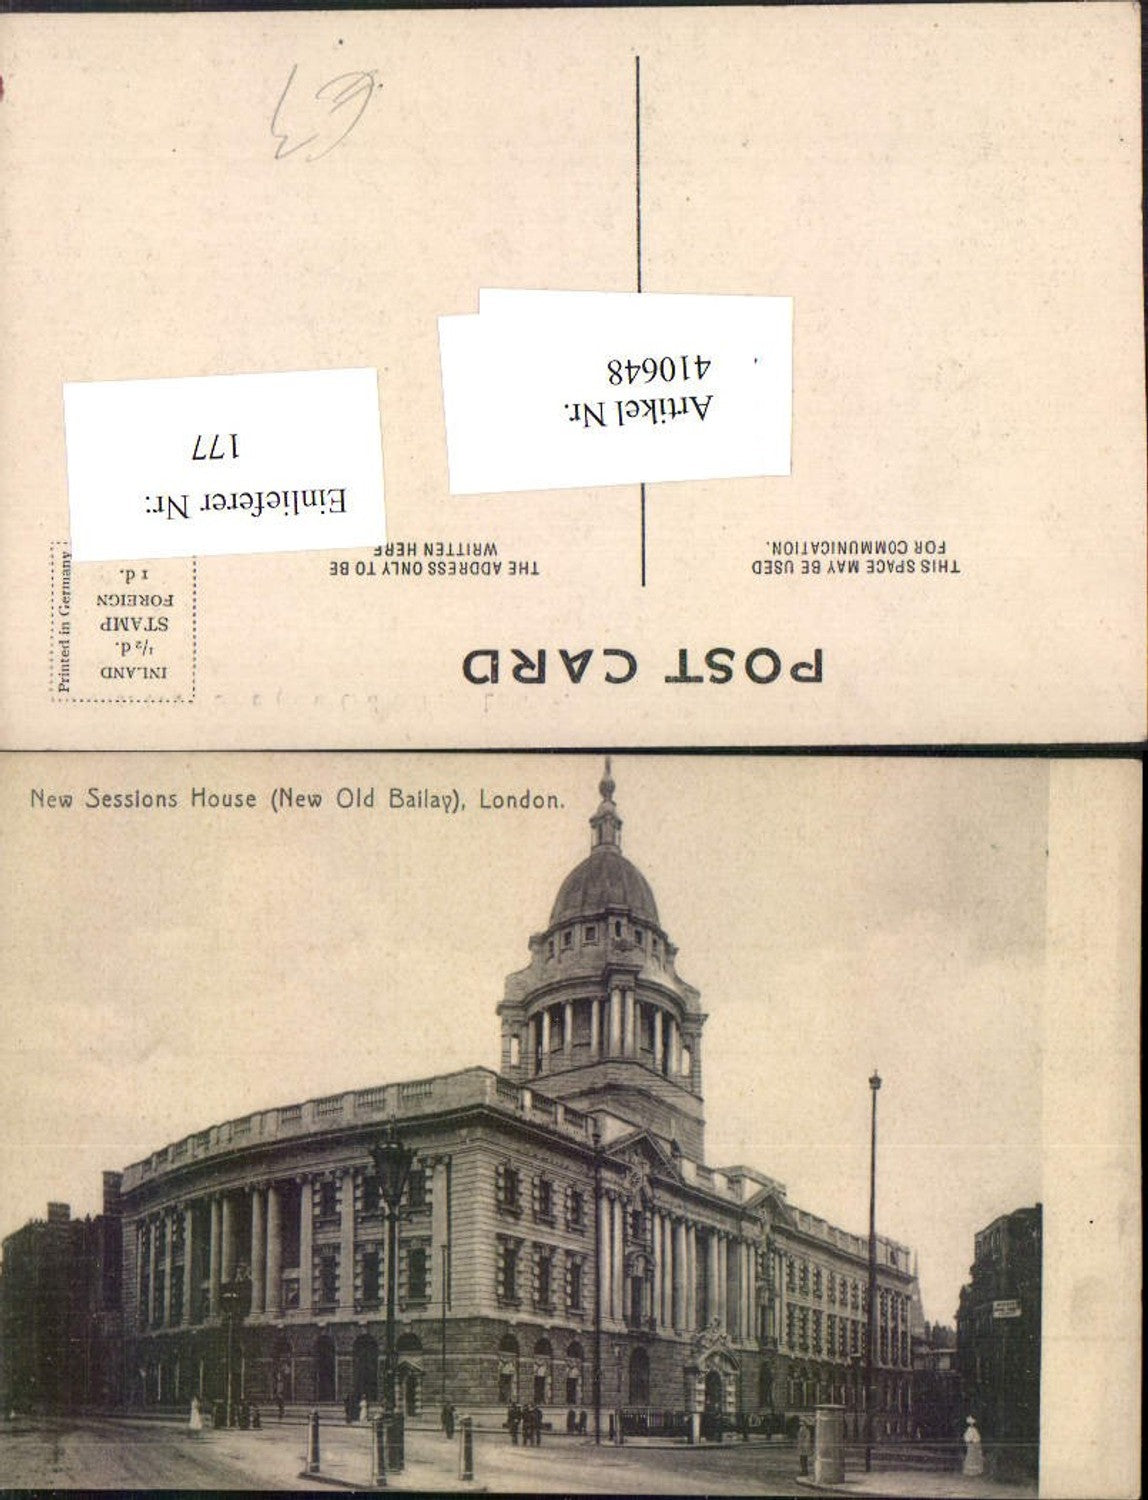 POST CARD
THIS SPACE MAY BE USED
FOR COMMUNICATION.
THE ADDRESS ONLY TO BE
WRITTEN HERE
INLAND
1/2 d.
STAMP
FOREIGN
1 d.
Printed in Germany
Artikel Nr.
410648
Einlieferer Nr:
177
New Sessions House (New Old Bailay), London.